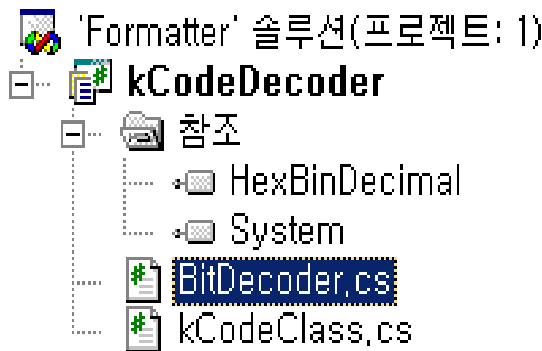 'Formatter' 솔루션(프로젝트: 1)
kCodeDecoder
참조
HexBinDecimal
System
BitDecoder.cs
kCodeClass.cs